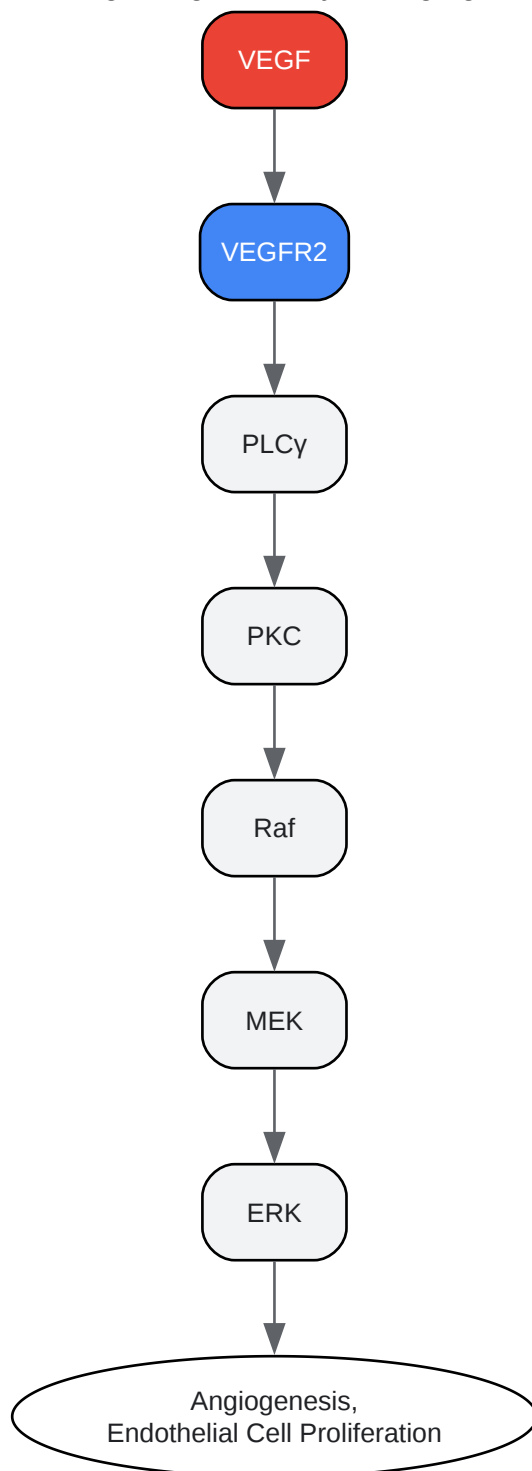 VEGF
VEGFR2
PLCγ
PKC
Raf
MEK
ERK
Angiogenesis,
Endothelial Cell Proliferation